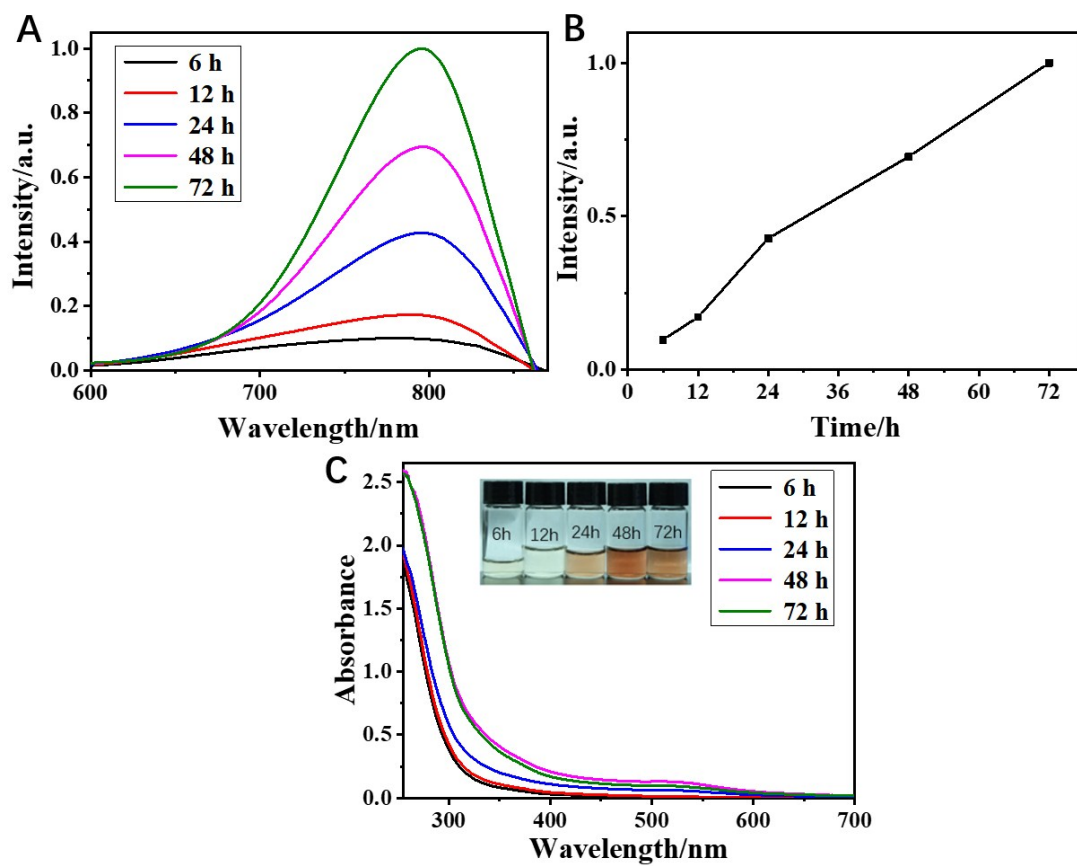 A
6 h
12 h
24 h
48 h
72 h
1.0
0.8
0.6
0.4
0.2
0.0
600
700
800
Intensity/a.u.
Wavelength/nm
B
1.0
0.5
0.0
0
12
24
36
48
60
72
Intensity/a.u.
Time/h
C
6 h
12 h
24 h
48 h
72 h
6h
12h
24h
48h
72h
2.5
2.0
1.5
1.0
0.5
0.0
300
400
500
600
700
Absorbance
Wavelength/nm